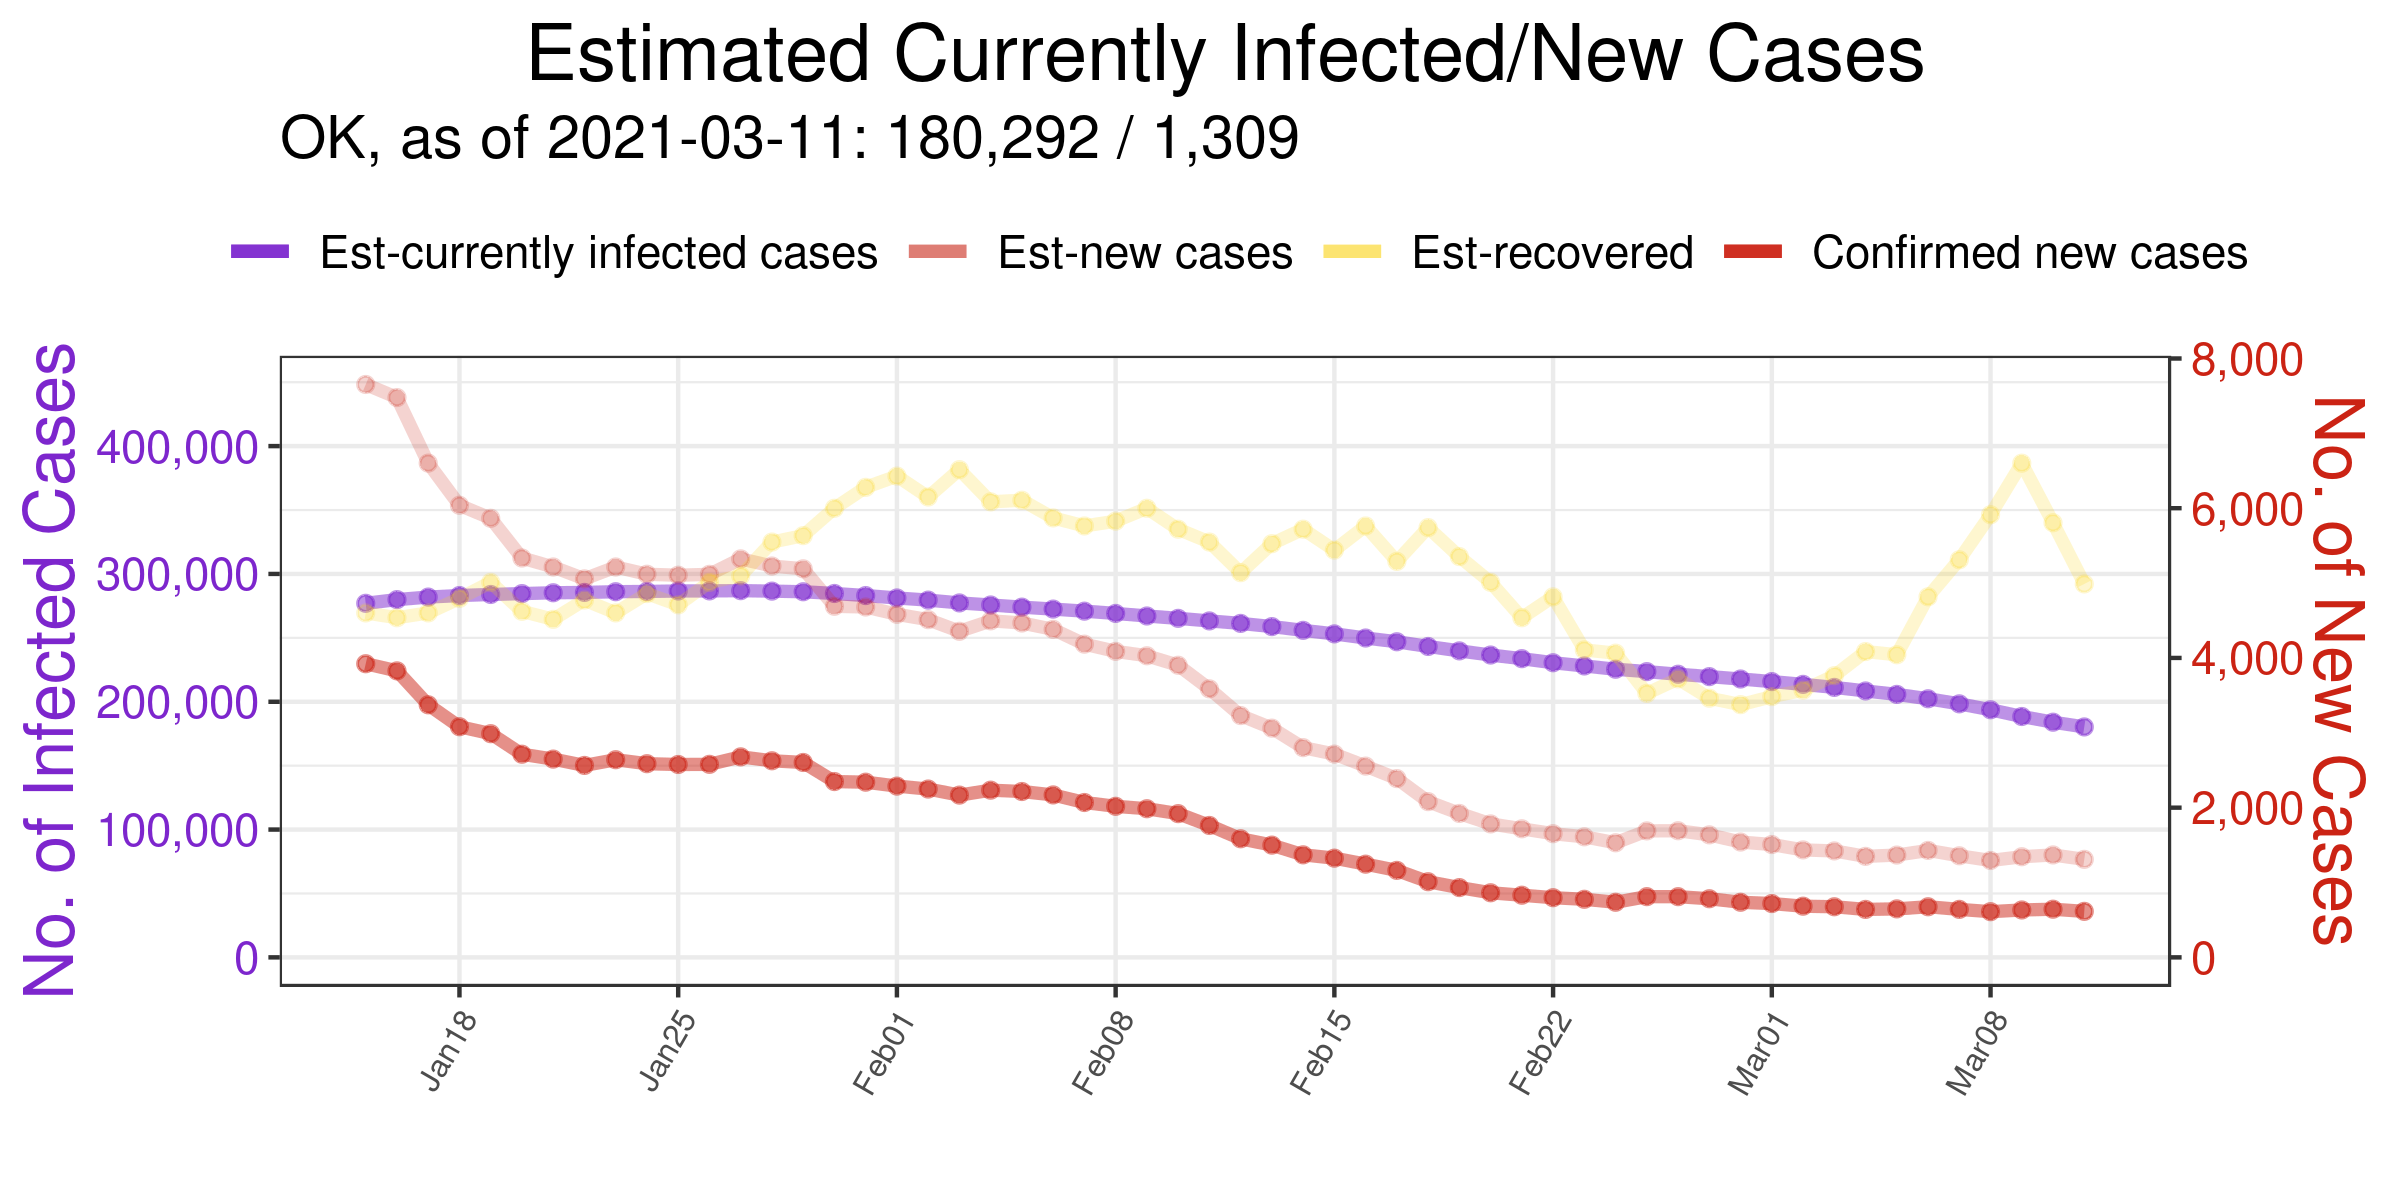 Estimated Currently Infected/New Cases
OK, as of 2021-03-11: 180,292 / 1,309
Est-currently infected cases Est-new cases Est-recovered Confirmed new cases
No. of Infected Cases
400,000
300,000
200,000
100,000
0
8,000
6,000
4,000
2,000
0
No. of New Cases
Jan18 Jan25 Feb01 Feb08 Feb15 Feb22 Mar01 Mar08